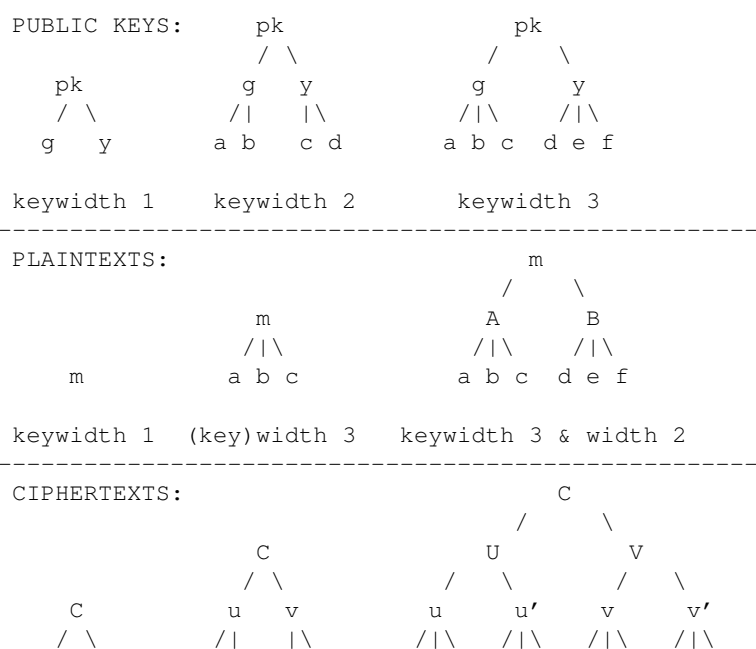 PUBLIC KEYS:      pk                  pk
                 / \               /     \
   pk           g   y            g         y
  / \          /|   |\          /|\       /|\
 g   y        a b   c d        a b c     d e f
keywidth 1    keywidth 2          keywidth 3
-----------------------------------------------------
PLAINTEXTS:                           m
                                    /    \
                 m                 A      B
                /|\               /|\    /|\
    m          a b c             a b c  d e f
keywidth 1  (key)width 3   keywidth 3 & width 2
-----------------------------------------------------
CIPHERTEXTS:                            C
                                     /     \
                 C                 U         V
                / \              /   \     /   \
    C          u   v            u     u'  v     v'
   / \        /|   |\          /|\   /|\ /|\   /|\